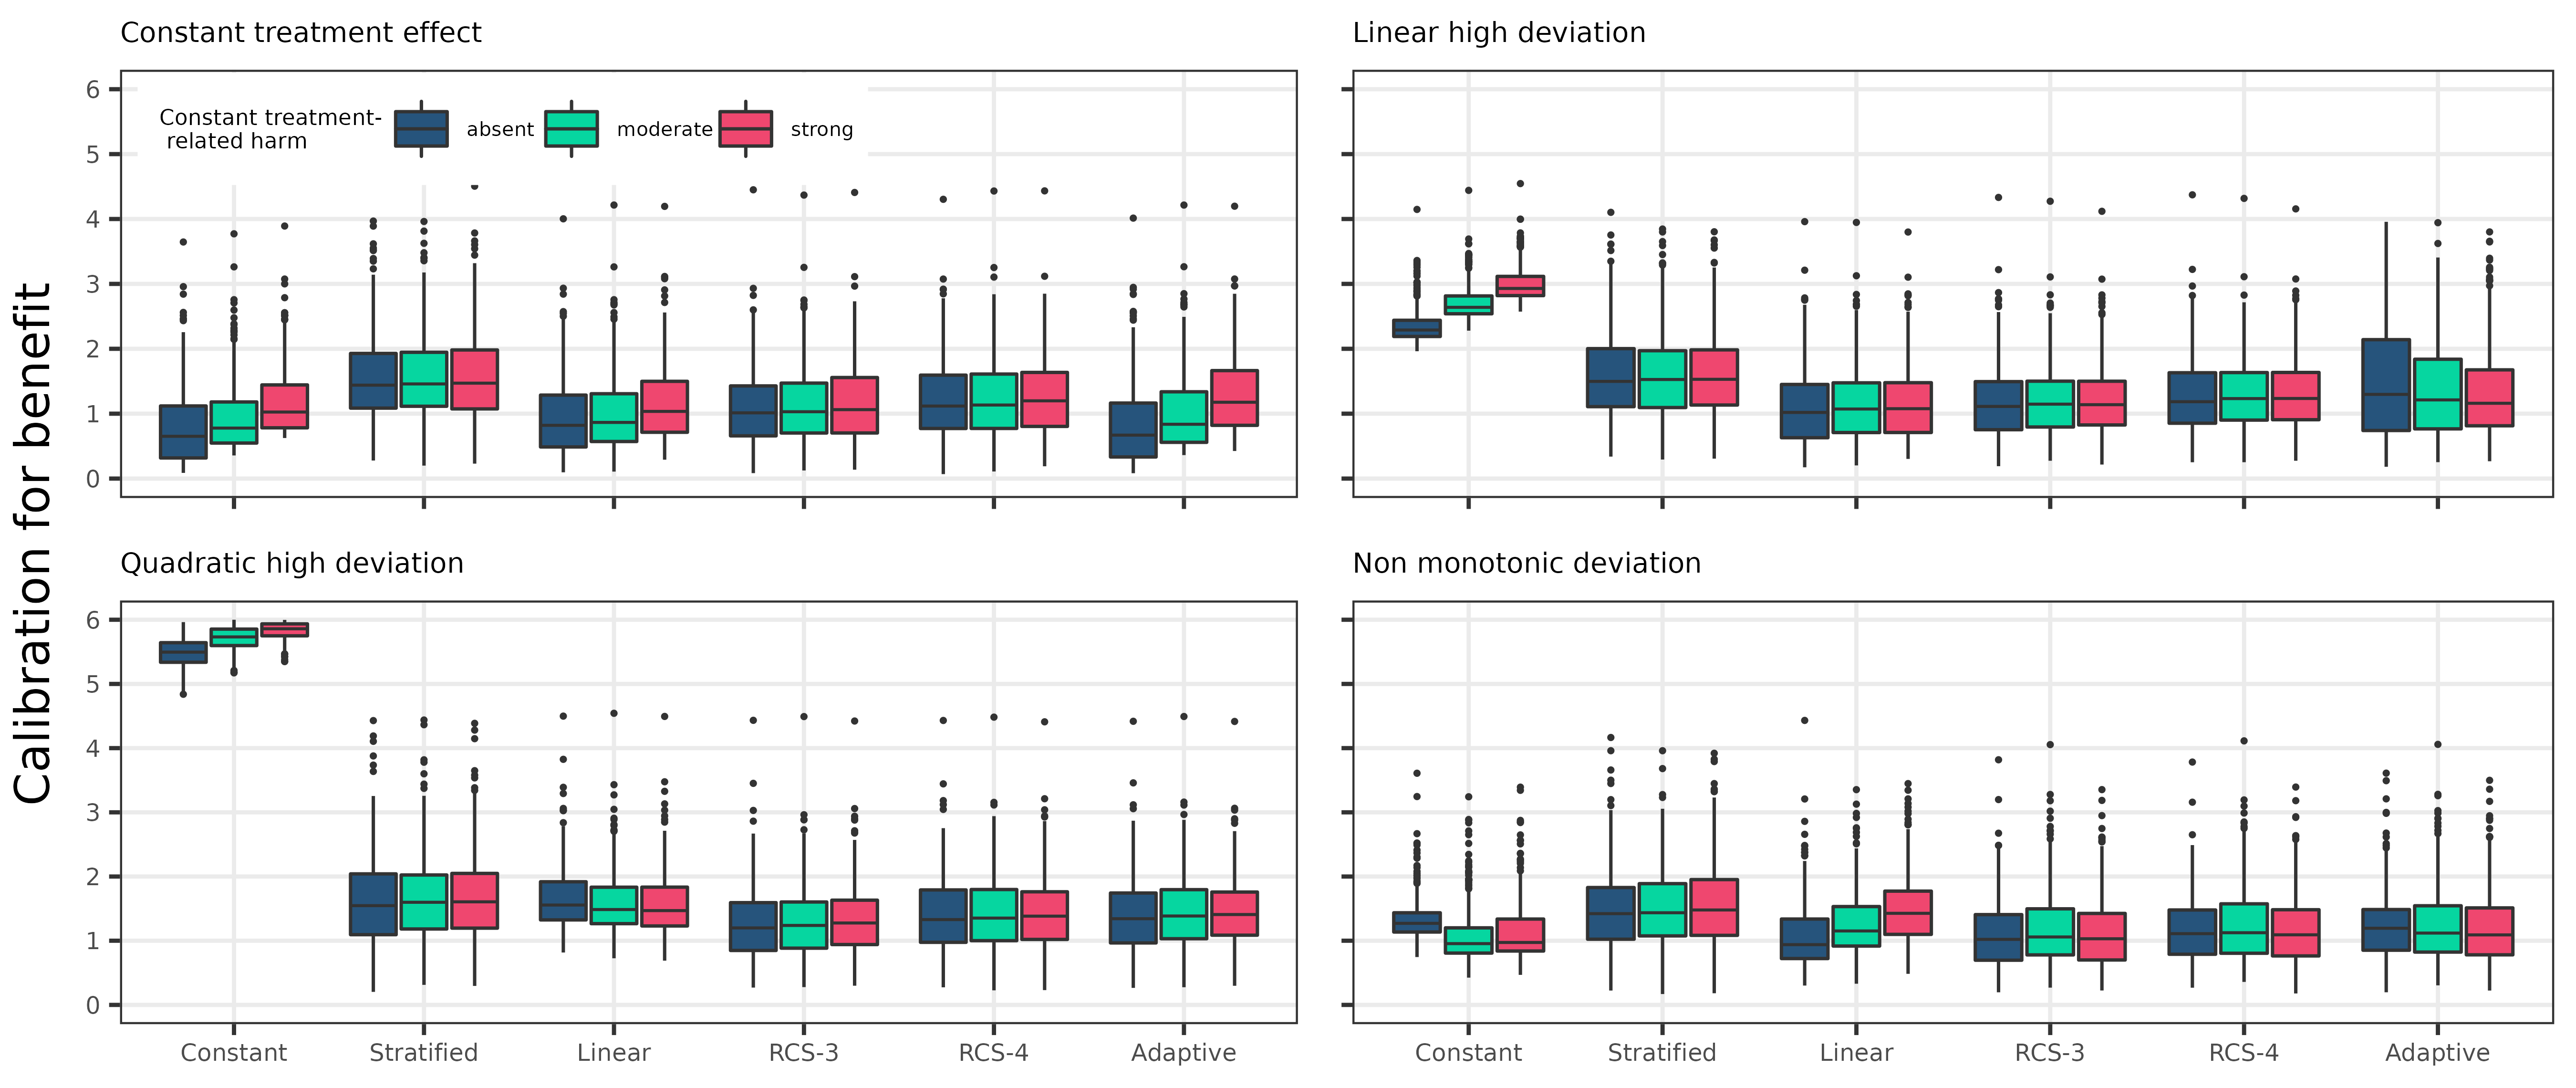 Constant treatment effect
Linear high deviation
Calibration for benefit
6
5
4
3
2
1
0
Constant treatment-
related harm
absent
moderate
strong
Quadratic high deviation
Non monotonic deviation
6
5
4
3
2
1
0
Constant
Stratified
Linear
RCS-3
RCS-4
Adaptive
Constant
Stratified
Linear
RCS-3
RCS-4
Adaptive